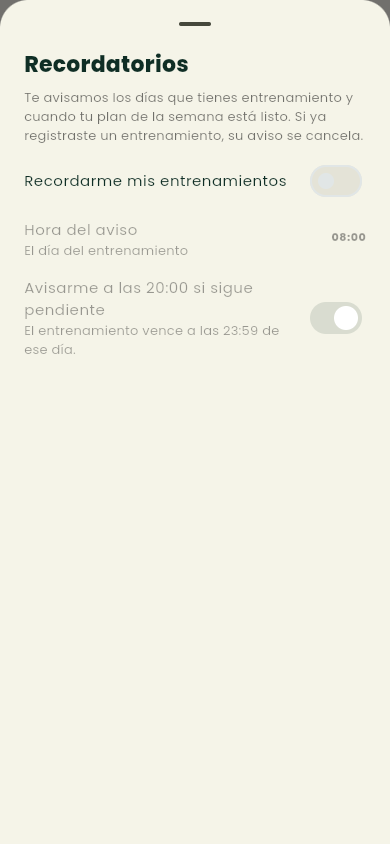 Recordatorios
Te avisamos los días que tienes entrenamiento y
cuando tu plan de la semana está listo. Si ya
registraste un entrenamiento, su aviso se cancela.
Recordarme mis entrenamientos
Hora del aviso
El día del entrenamiento
08:00
Avisarme a las 20:00 si sigue
pendiente
El entrenamiento vence a las 23:59 de
ese día.